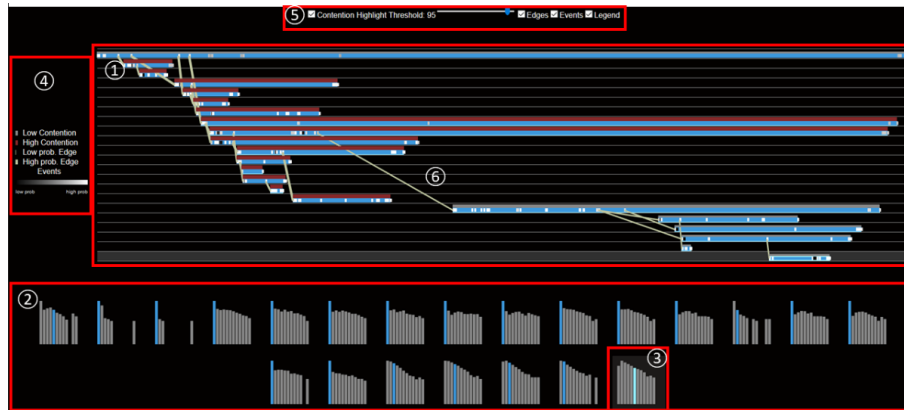 ⑤ Contention Highlight Threshold: 95 Edges Events Legend
①
④
Low Contention
High Contention
Low prob. Edge
High prob. Edge
Events
low prob high prob
⑥
②
③